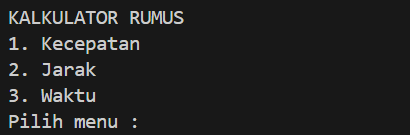 KALKULATOR RUMUS
1. Kecepatan
2. Jarak
3. Waktu
Pilih menu :